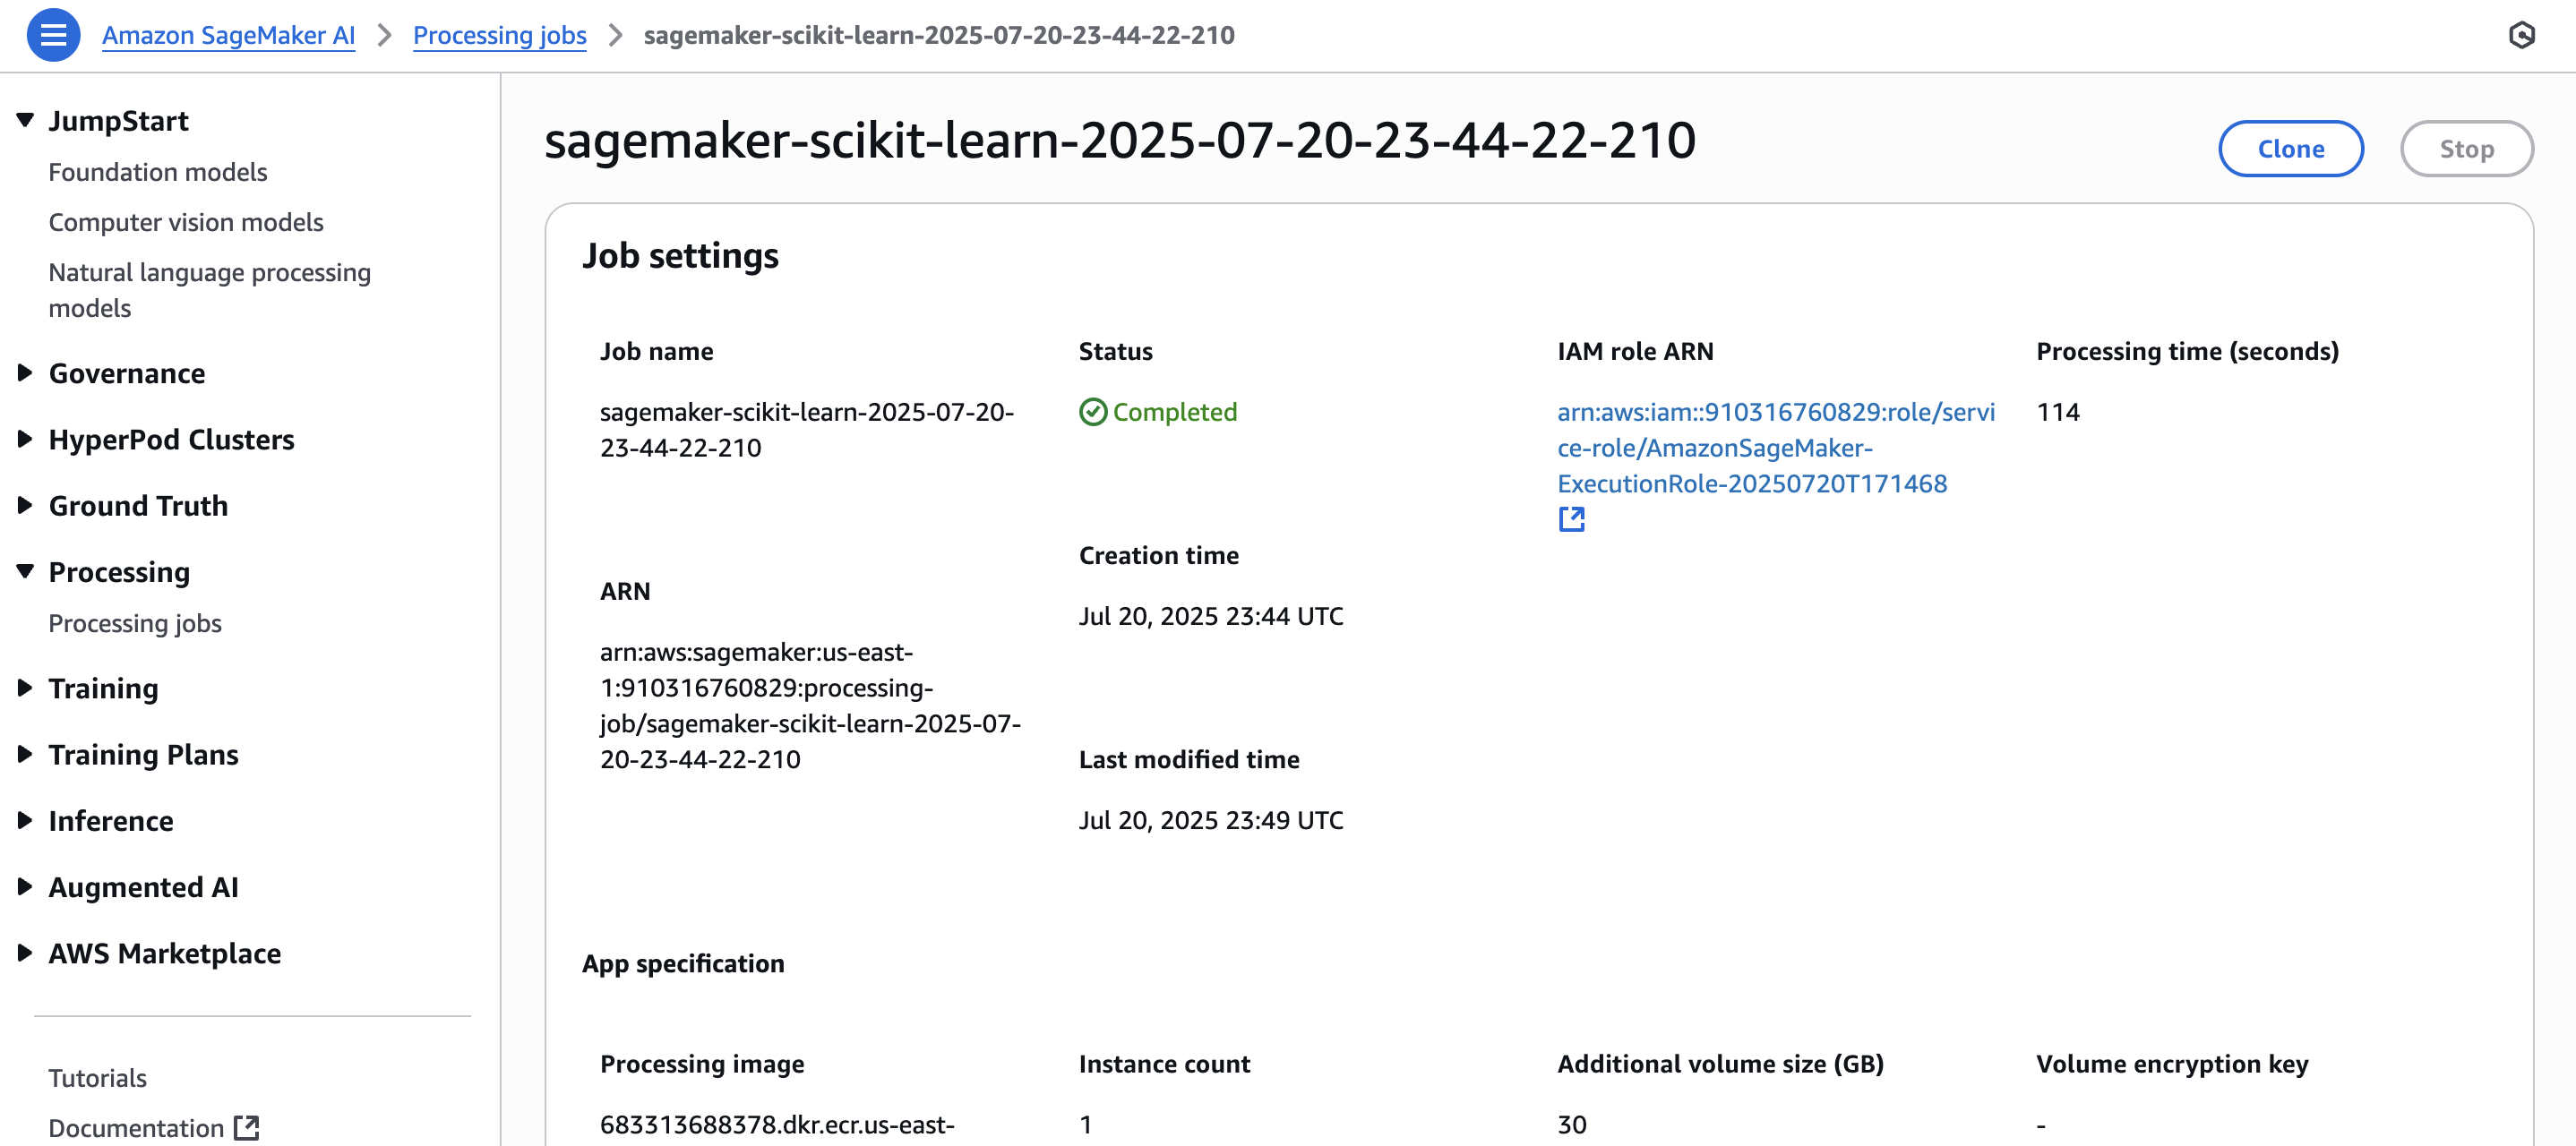 Amazon SageMaker AI > Processing jobs > sagemaker-scikit-learn-2025-07-20-23-44-22-210
JumpStart
Foundation models
Computer vision models
Natural language processing
models
Governance
HyperPod Clusters
Ground Truth
Processing
Processing jobs
Training
Training Plans
Inference
Augmented AI
AWS Marketplace
Tutorials
Documentation
sagemaker-scikit-learn-2025-07-20-23-44-22-210
Clone
Stop
Job settings
Job name
sagemaker-scikit-learn-2025-07-20-
23-44-22-210
ARN
arn:aws:sagemaker:us-east-
1:910316760829:processing-
job/sagemaker-scikit-learn-2025-07-
20-23-44-22-210
Status
Completed
Creation time
Jul 20, 2025 23:44 UTC
Last modified time
Jul 20, 2025 23:49 UTC
IAM role ARN
arn:aws:iam::910316760829:role/servi
ce-role/AmazonSageMaker-
ExecutionRole-20250720T171468
Processing time (seconds)
114
App specification
Processing image
683313688378.dkr.ecr.us-east-
Instance count
1
Additional volume size (GB)
30
Volume encryption key
-